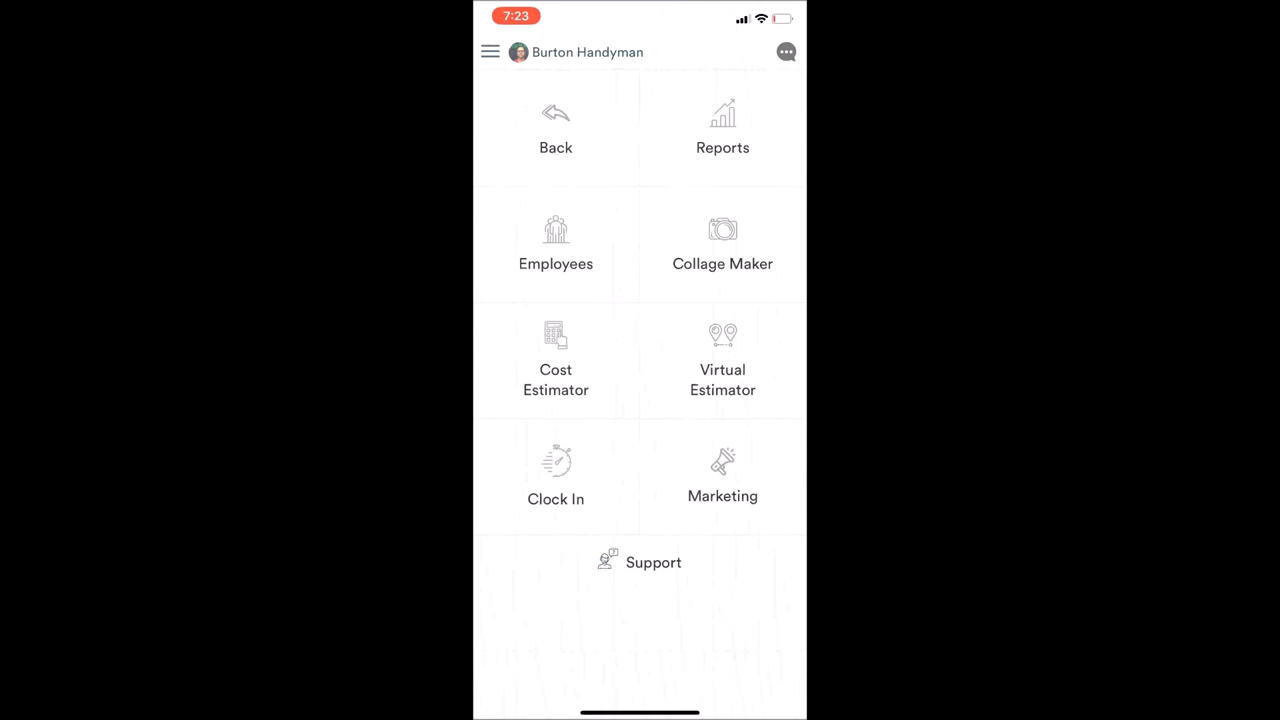 7:23
Burton Handyman
Back
Reports
Employees
Collage Maker
Cost
Estimator
Virtual
Estimator
Clock In
Marketing
Support